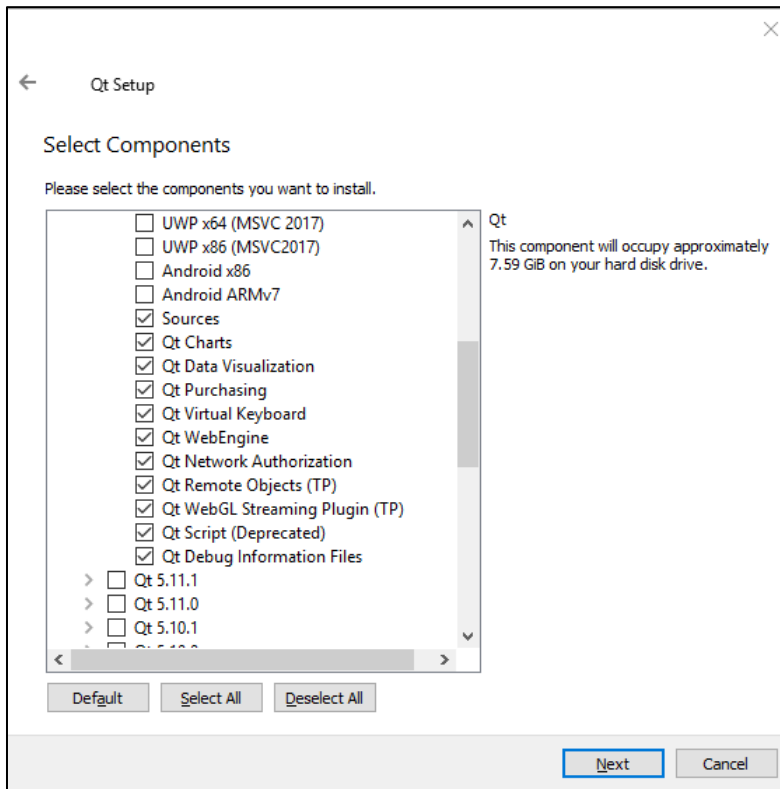 Qt Setup
Select Components
Please select the components you want to install.
UWP x64 (MSVC 2017)
UWP x86 (MSVC2017)
Android x86
Android ARMv7
Sources
Qt Charts
Qt Data Visualization
Qt Purchasing
Qt Virtual Keyboard
Qt WebEngine
Qt Network Authorization
Qt Remote Objects (TP)
Qt WebGL Streaming Plugin (TP)
Qt Script (Deprecated)
Qt Debug Information Files
Qt 5.11.1
Qt 5.11.0
Qt 5.10.1
Qt
This component will occupy approximately
7.59 GiB on your hard disk drive.
Default
Select All
Deselect All
Next
Cancel